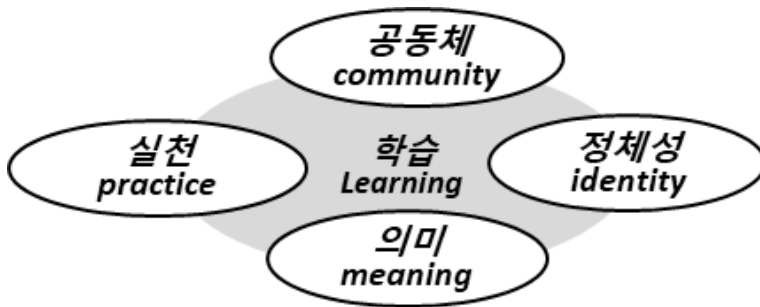 공동체
community
실천
practice
학습
Learning
정체성
identity
의미
meaning